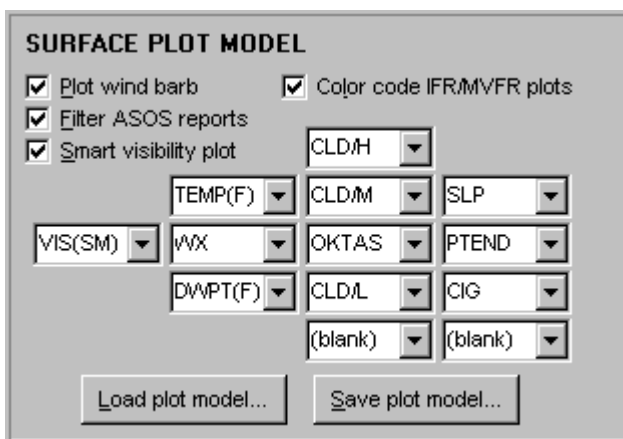 SURFACE PLOT MODEL
Plot wind barb Color code IFR/MVFR plots
Filter ASOS reports
Smart visibility plot CLD/H
TEMP(F) CLD/M SLP
VIS(SM) WX OKTAS PTEND
DWPT(F) CLD/L CIG
(blank) (blank)
Load plot model... Save plot model...